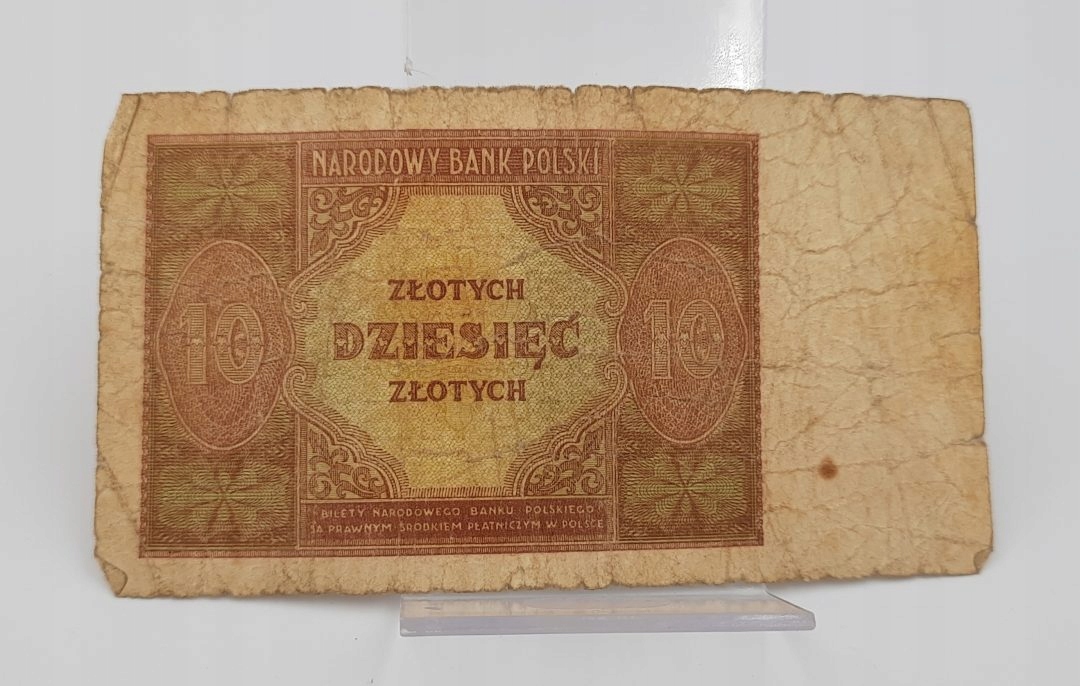 NARODOWY BANK POLSKI
10
ZŁOTYCH
DZIESIĘĆ
ZŁOTYCH
10
BILETY NARODOWEGO BANKU POLSKIEGO
SĄ PRAWNYM ŚRODKIEM PŁATNICZYM W POLSCE